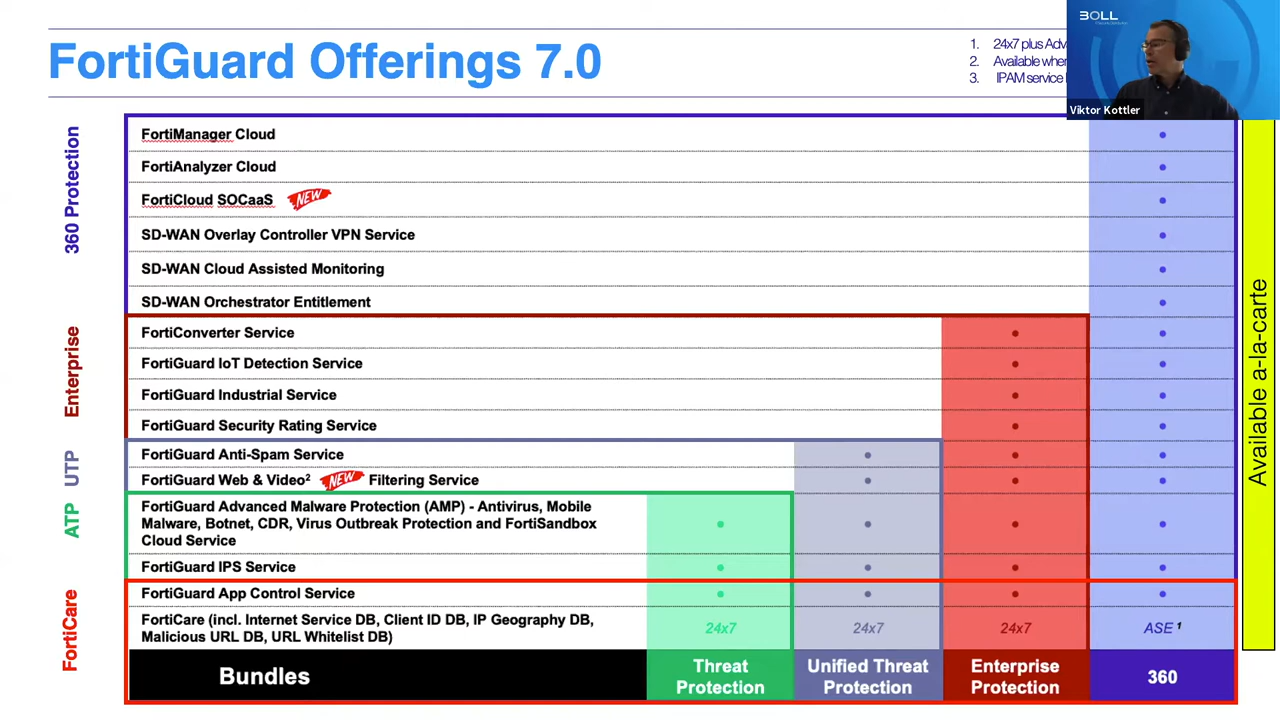 FortiGuard Offerings 7.0
1. 24x7 plus Adv
2. Available when
3. IPAM service
BOLL
Viktor Kottler
360 Protection
FortiManager Cloud
FortiAnalyzer Cloud
FortiCloud SOCaaS NEW
SD-WAN Overlay Controller VPN Service
SD-WAN Cloud Assisted Monitoring
SD-WAN Orchestrator Entitlement
Enterprise
FortiConverter Service
FortiGuard IoT Detection Service
FortiGuard Industrial Service
FortiGuard Security Rating Service
UTP
FortiGuard Anti-Spam Service
FortiGuard Web & Video² NEW Filtering Service
ATP
FortiGuard Advanced Malware Protection (AMP) - Antivirus, Mobile
Malware, Botnet, CDR, Virus Outbreak Protection and FortiSandbox
Cloud Service
FortiGuard IPS Service
FortiCare
FortiGuard App Control Service
FortiCare (incl. Internet Service DB, Client ID DB, IP Geography DB,
Malicious URL DB, URL Whitelist DB)
24x7
24x7
24x7
ASE ¹
Bundles
Threat
Protection
Unified Threat
Protection
Enterprise
Protection
360
Available a-la-carte